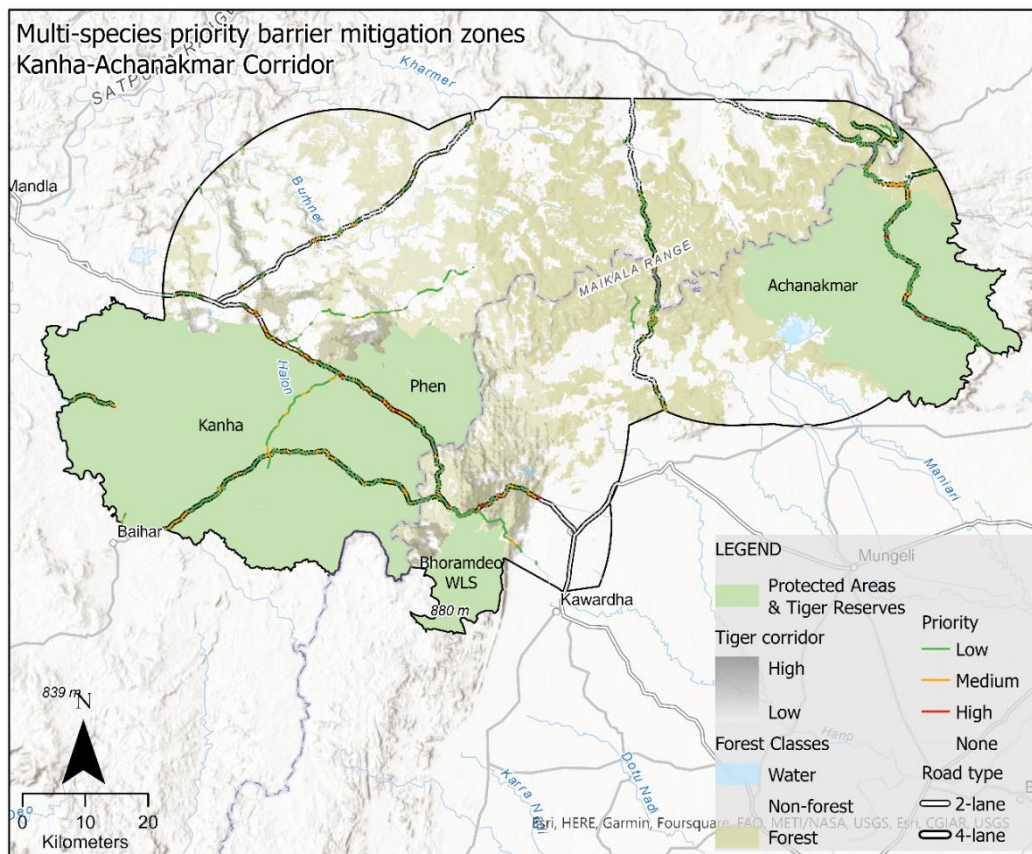 Multi-species priority barrier mitigation zones
Kanha-Achanakmar Corridor
SATPURA RANGE
Kharmer
Mandla
Burhner
MAIKALA RANGE
Achanakmar
Halon
Phen
Kanha
Maniari
Baihar
Bhoramdeo
WLS
880 m
Kawardha
Mungeli
839 m
N
0 10 20
Kilometers
Karra Nadi
Dotu Nadi
Hanp
LEGEND
Protected Areas
& Tiger Reserves
Tiger corridor
High
Low
Forest Classes
Water
Non-forest
Forest
Priority
Low
Medium
High
None
Road type
2-lane
4-lane
Esri, HERE, Garmin, Foursquare, FAO, METI/NASA, USGS, Esri, CGIAR, USGS